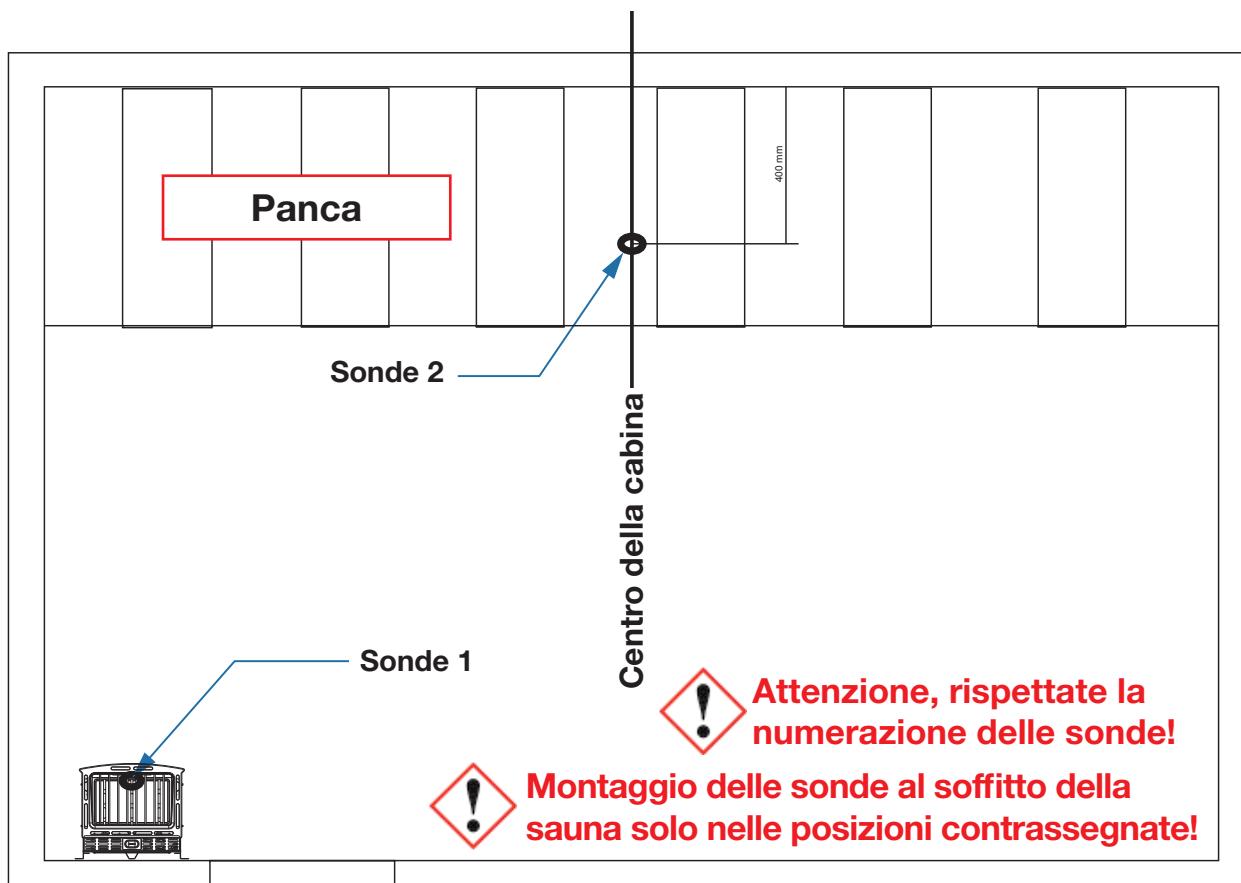 400 mm
Panca
Sonde 2
Centro della cabina
Sonde 1
Attenzione, rispettate la
numerazione delle sonde!
Montaggio delle sonde al soffitto della
sauna solo nelle posizioni contrassegnate!